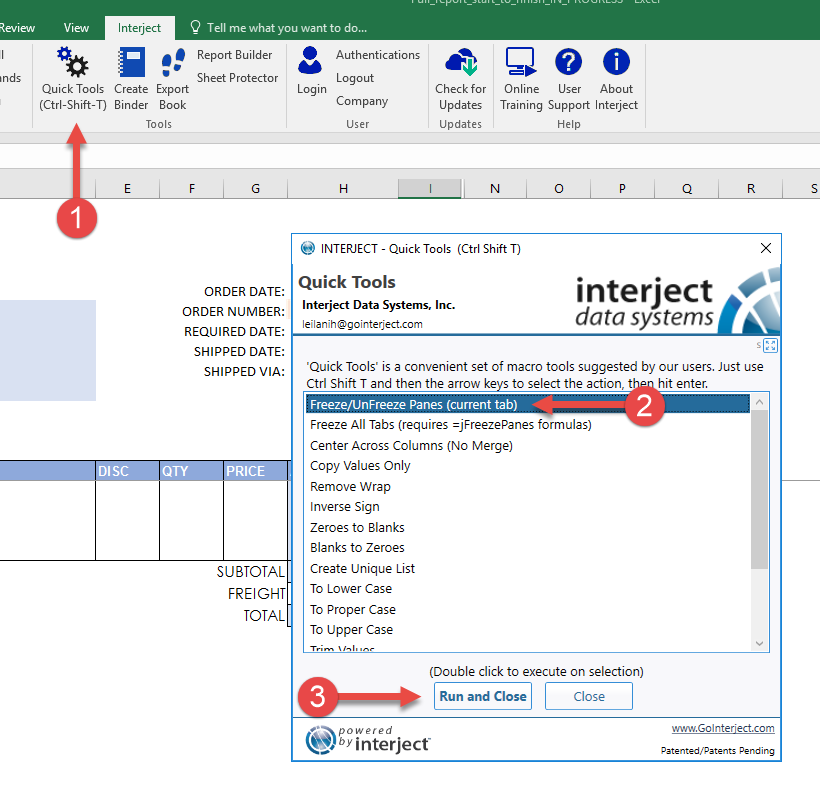 Full_report_start_to_finish_IN_PROGRESS - Excel
Review View Interject Tell me what you want to do...
Report Builder Authentications
Sheet Protector Logout
Company
Quick Tools Create Export Login Check for Online User About
(Ctrl-Shift-T) Binder Book Updates Training Support Interject
Tools User Updates Help
E F G H I N O P Q R S
1
INTERJECT - Quick Tools (Ctrl Shift T)
Quick Tools
Interject Data Systems, Inc.
leilanih@gointerject.com
interject
data systems
ORDER DATE:
ORDER NUMBER:
REQUIRED DATE:
SHIPPED DATE:
SHIPPED VIA:
'Quick Tools' is a convenient set of macro tools suggested by our users. Just use
Ctrl Shift T and then the arrow keys to select the action, then hit enter.
Freeze/UnFreeze Panes (current tab)
2
Freeze All Tabs (requires =jFreezePanes formulas)
Center Across Columns (No Merge)
Copy Values Only
Remove Wrap
Inverse Sign
Zeroes to Blanks
Blanks to Zeroes
Create Unique List
To Lower Case
To Proper Case
To Upper Case
Trim Values
DISC QTY PRICE
SUBTOTAL
FREIGHT
TOTAL
(Double click to execute on selection)
3
Run and Close Close
powered
by interject
www.GoInterject.com
Patented/Patents Pending